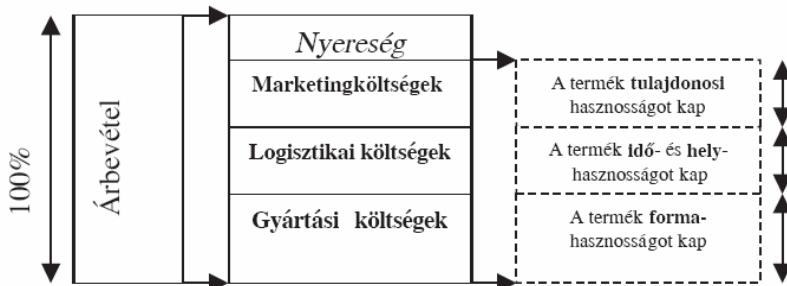 100%
Árbevétel
Nyereség
Marketingköltségek
Logisztikai költségek
Gyártási költségek
A termék tulajdonosi
hasznosságot kap
A termék idő- és hely-
hasznosságot kap
A termék forma-
hasznosságot kap